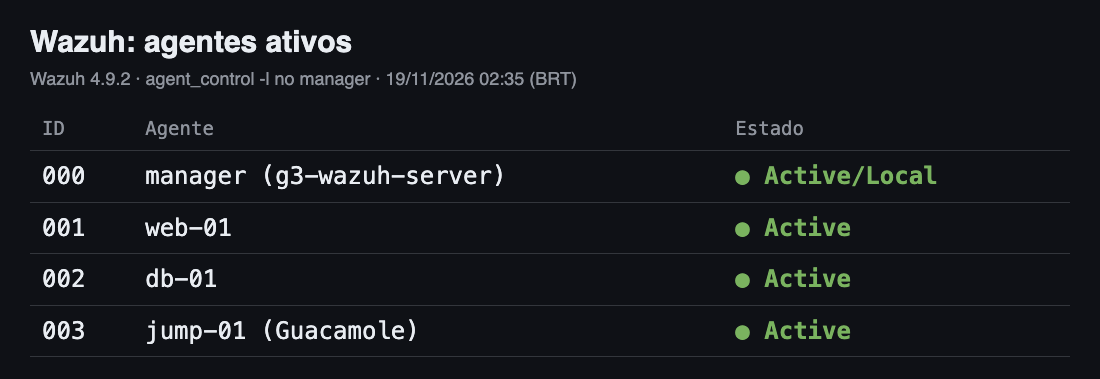 Wazuh: agentes ativos
Wazuh 4.9.2 · agent_control -l no manager · 19/11/2026 02:35 (BRT)
ID Agente Estado
000 manager (g3-wazuh-server) ● Active/Local
001 web-01 ● Active
002 db-01 ● Active
003 jump-01 (Guacamole) ● Active